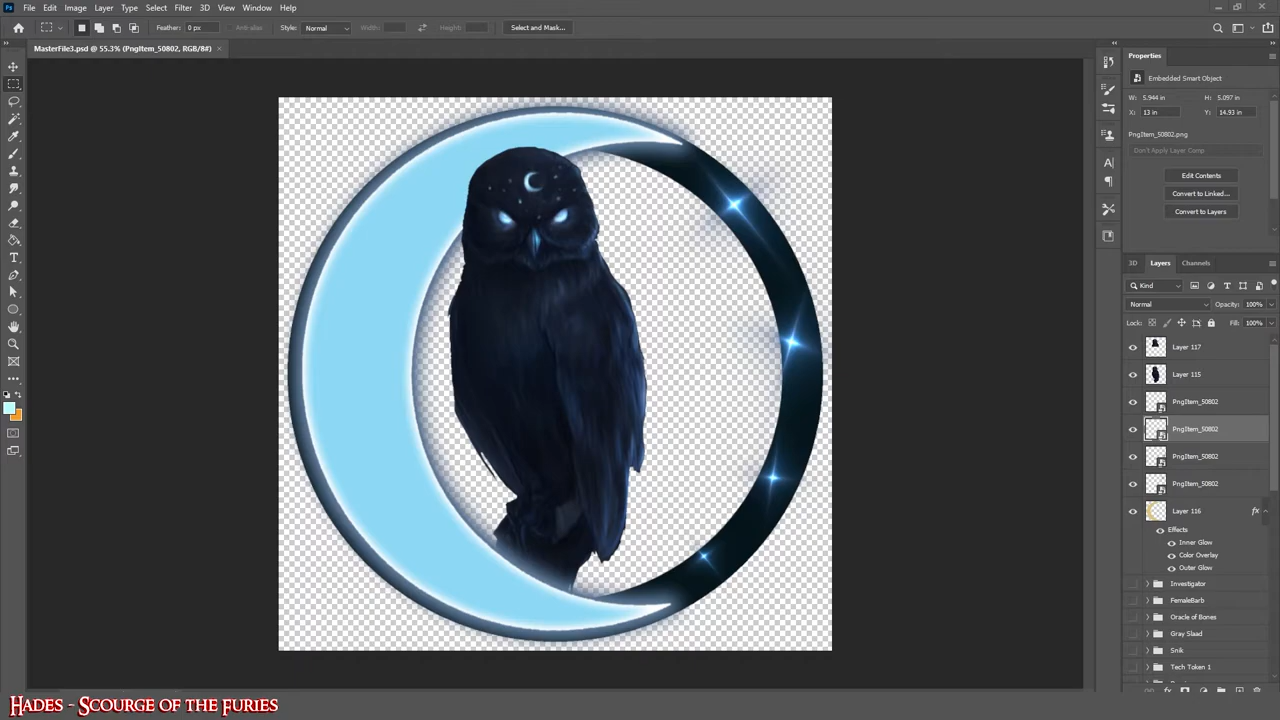 File Edit Image Layer Type Select Filter 3D View Window Help
Feather: 0 px Anti-alias Style: Normal Width: Height: Select and Mask...
MasterFile3.psd @ 55.3% (PngItem_50802, RGB/8#) ×
Properties
Embedded Smart Object
W: 5.944 in H: 5.097 in
X: 13 in Y: 14.93 in
PngItem_50802.png
Don't Apply Layer Comp
Edit Contents
Convert to Linked...
Convert to Layers
3D Layers Channels
Kind
Normal Opacity: 100%
Lock: Fill: 100%
Layer 117
Layer 115
PngItem_50802
PngItem_50802
PngItem_50802
PngItem_50802
Layer 116 fx
Effects
Inner Glow
Color Overlay
Outer Glow
Investigator
FemaleBarb
Oracle of Bones
Gray Slaad
Snik
Tech Token 1
Hades - Scourge of the Furies